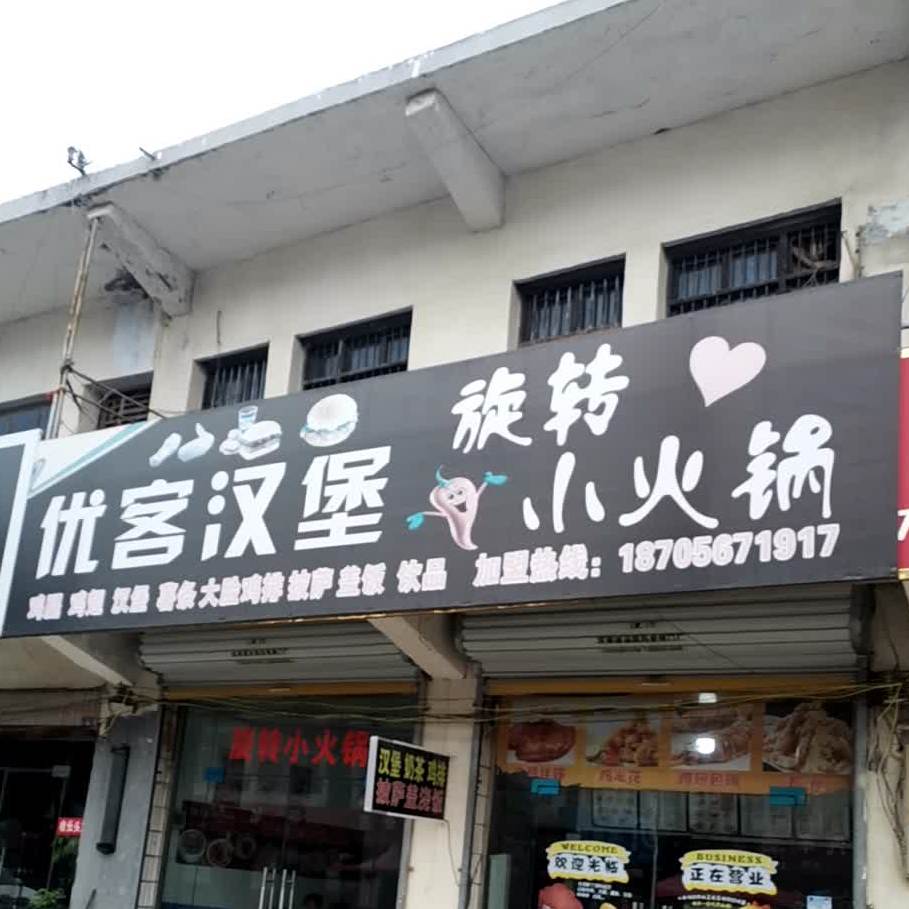 旋转
优客汉堡
小火锅
鸡腿 鸡翅 汉堡 薯条 大脸鸡排 披萨 盖饭 饮品 加盟热线：18705671917
旋转小火锅
汉堡 奶茶 鸡排
披萨盖浇饭
WELCOME
欢迎光临
BUSINESS
正在营业